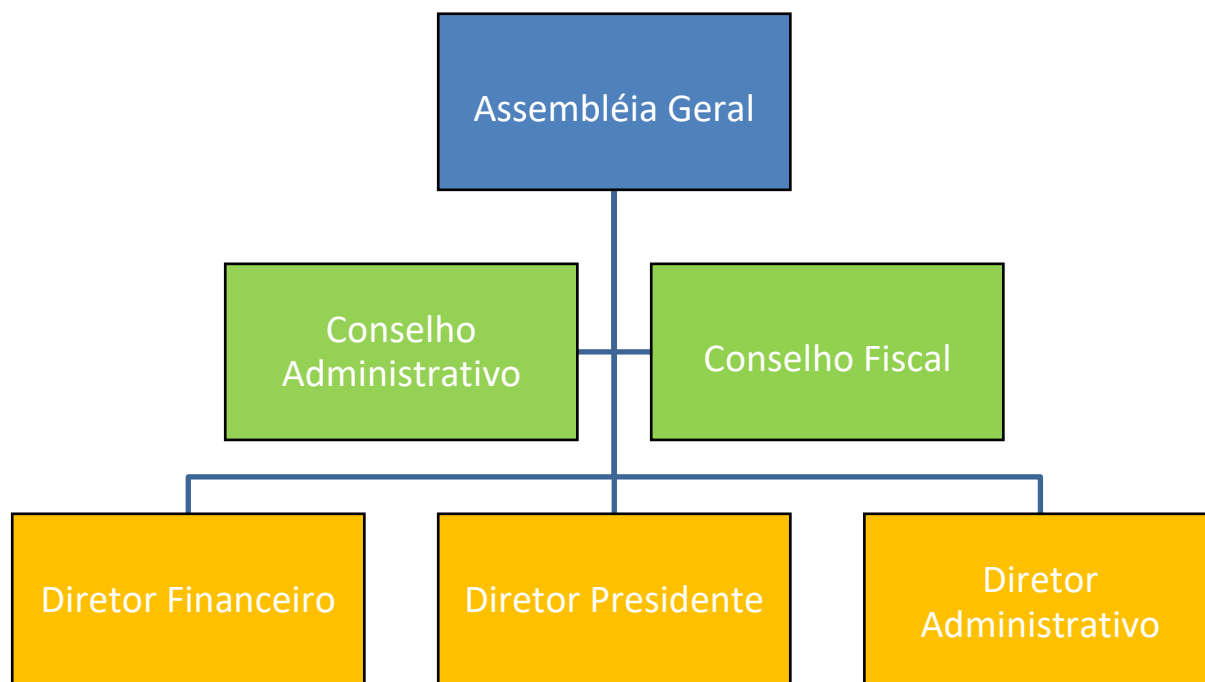 Assembléia Geral
Conselho
Administrativo
Conselho Fiscal
Diretor Financeiro
Diretor Presidente
Diretor
Administrativo